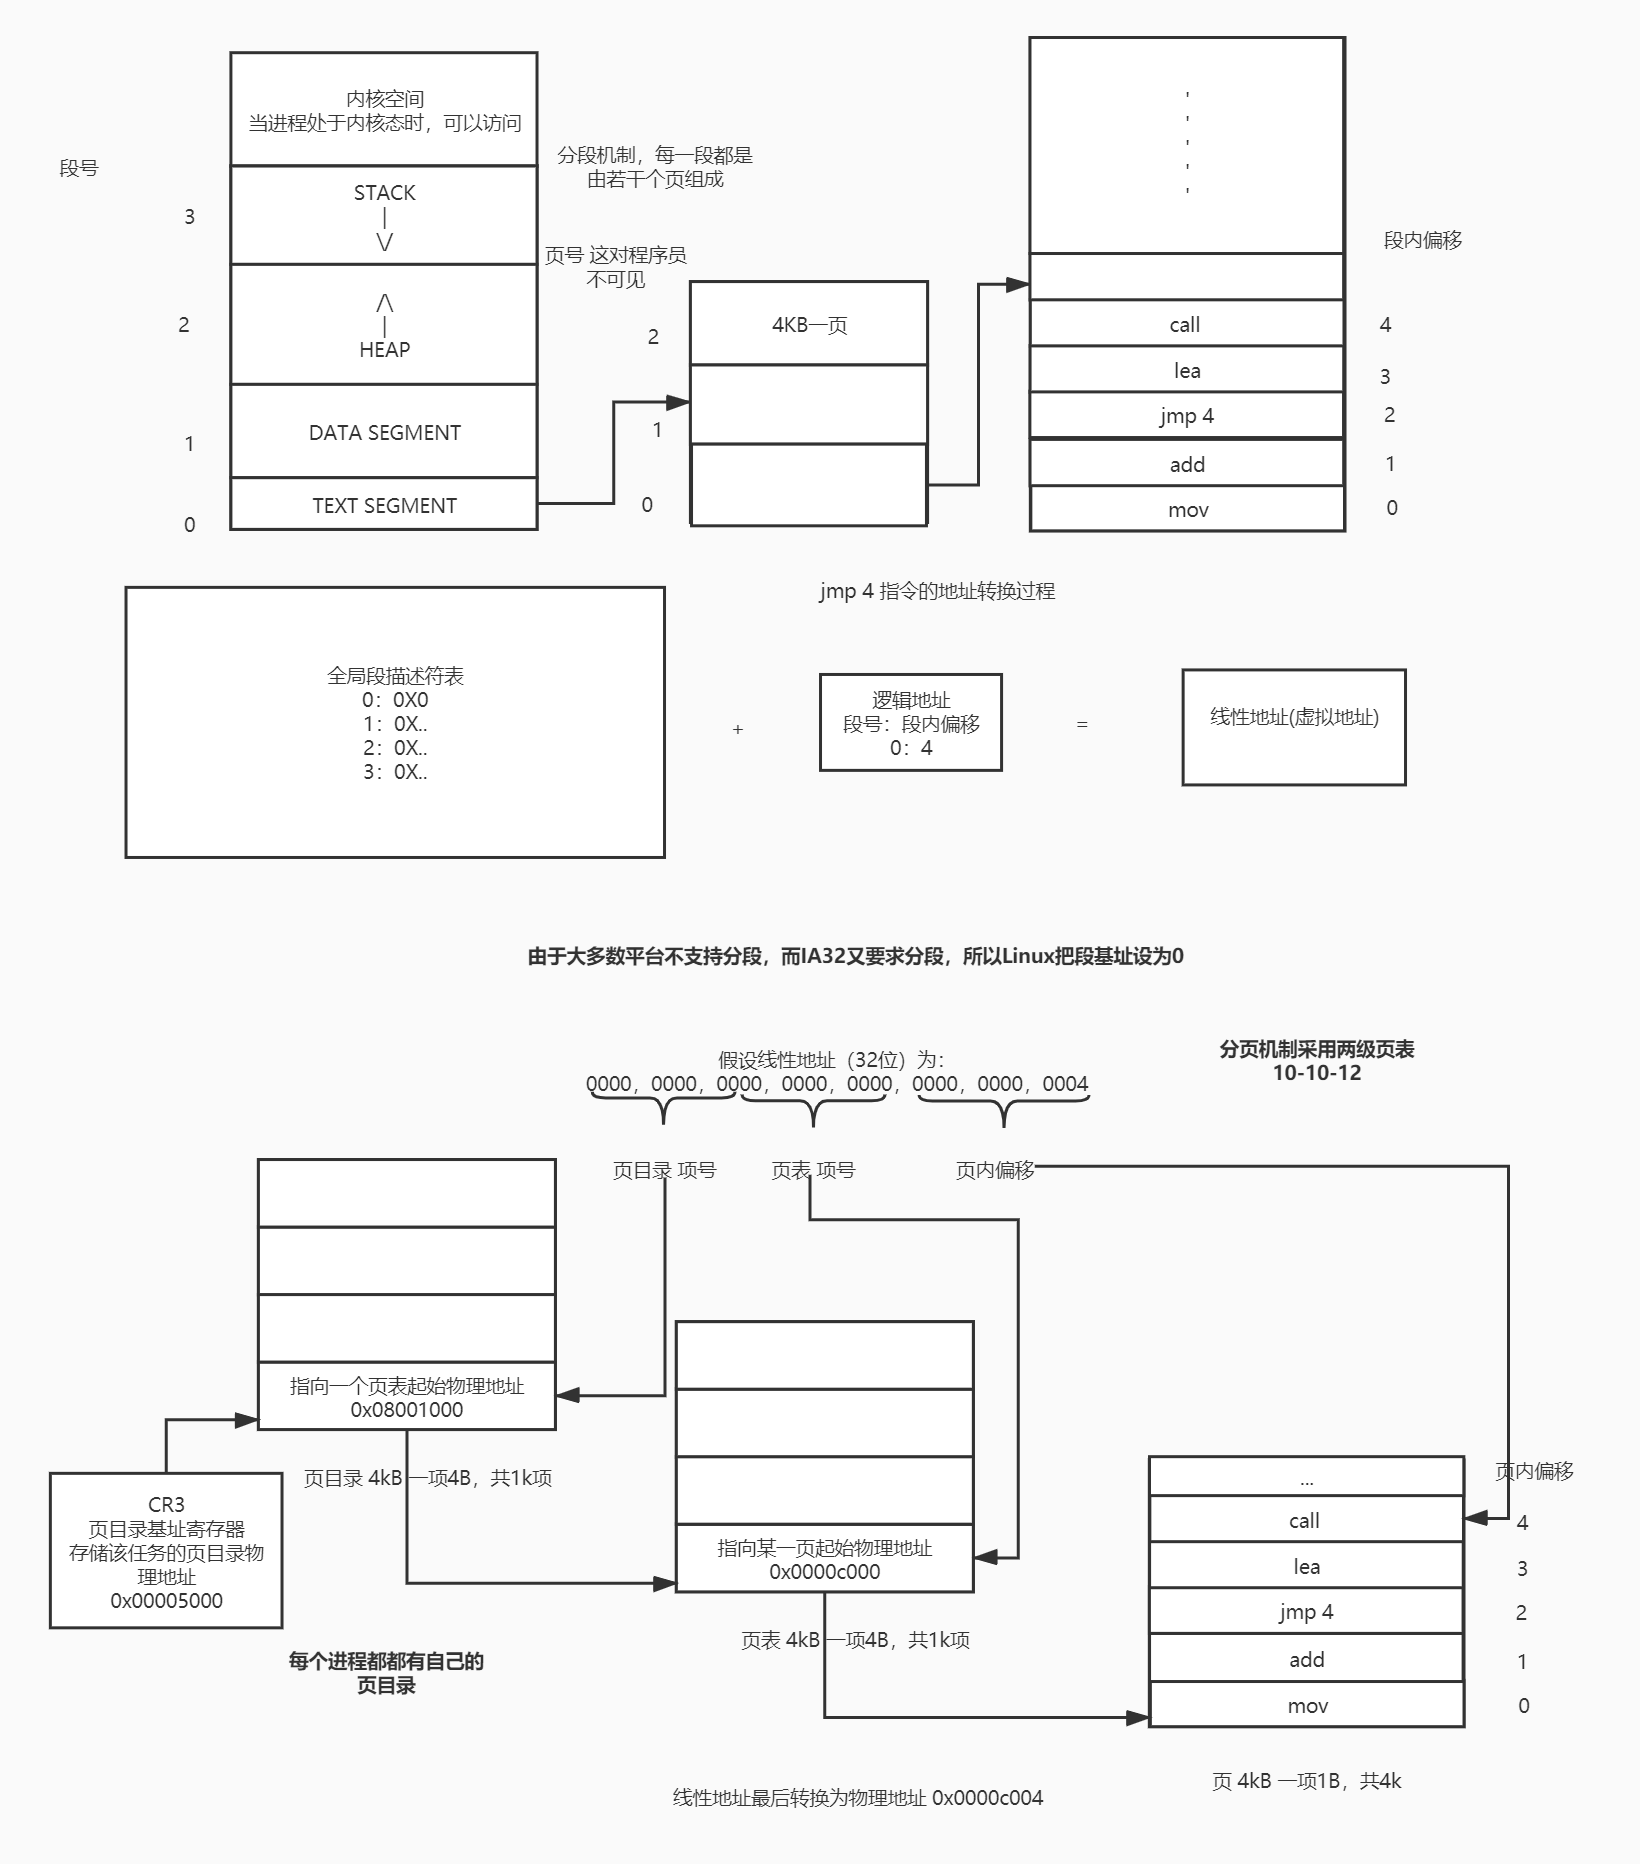 内核空间
当进程处于内核态时，可以访问
段号
分段机制，每一段都是
由若干个页组成
STACK
|
\/
3
页号 这对程序员
不可见
/\
|
HEAP
2
DATA SEGMENT
1
TEXT SEGMENT
0
4KB一页
2
1
0
'
'
'
'
'
段内偏移
call
4
lea
3
jmp 4
2
add
1
mov
0
jmp 4 指令的地址转换过程
全局段描述符表
0：0X0
1：0X..
2：0X..
3：0X..
+
逻辑地址
段号：段内偏移
0：4
=
线性地址(虚拟地址)
由于大多数平台不支持分段，而IA32又要求分段，所以Linux把段基址设为0
分页机制采用两级页表
10-10-12
假设线性地址（32位）为：
0000，0000，0000，0000，0000，0000，0000，0004
页目录 项号
页表 项号
页内偏移
指向一个页表起始物理地址
0x08001000
页目录 4kB 一项4B，共1k项
CR3
页目录基址寄存器
存储该任务的页目录物
理地址
0x00005000
每个进程都都有自己的
页目录
指向某一页起始物理地址
0x0000c000
页表 4kB 一项4B，共1k项
页内偏移
...
call
4
lea
3
jmp 4
2
add
1
mov
0
页 4kB 一项1B，共4k
线性地址最后转换为物理地址 0x0000c004